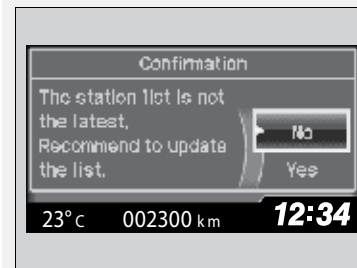 Confirmation
The station list is not
the latest,
Recommend to update
the list.
No
Yes
23°C 002300 km 12:34